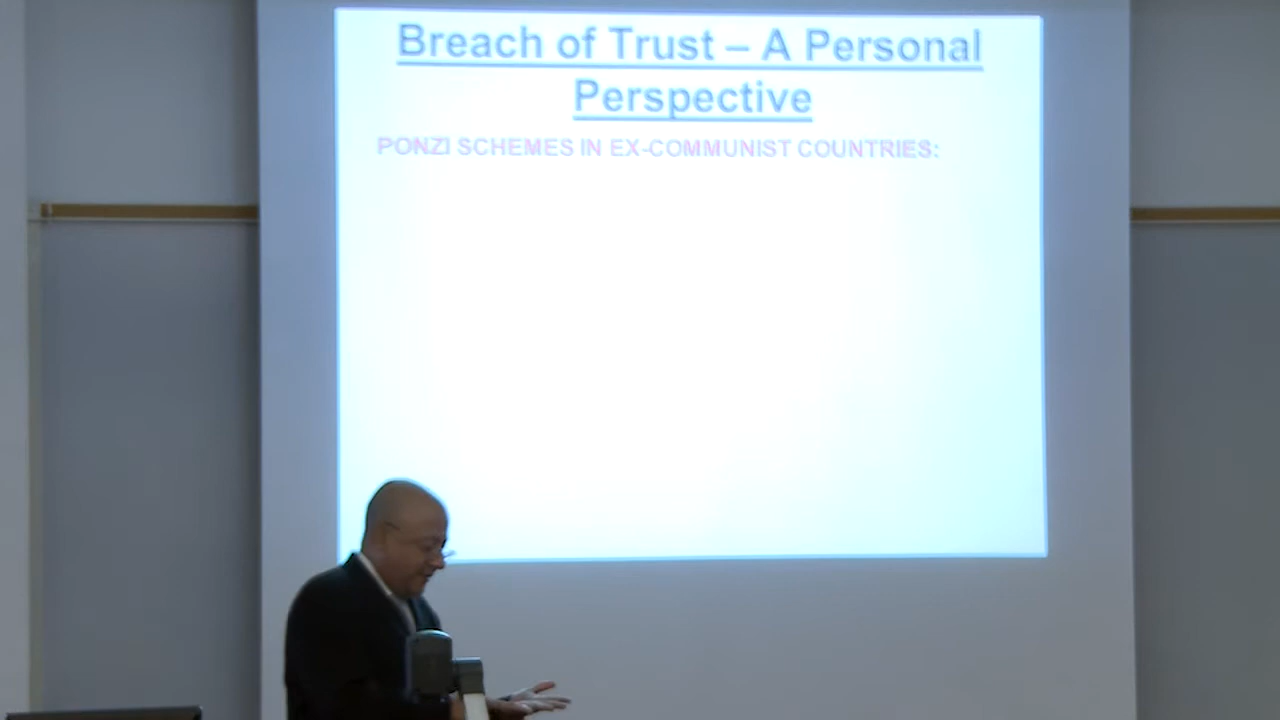 Breach of Trust – A Personal
Perspective
PONZI SCHEMES IN EX-COMMUNIST COUNTRIES: